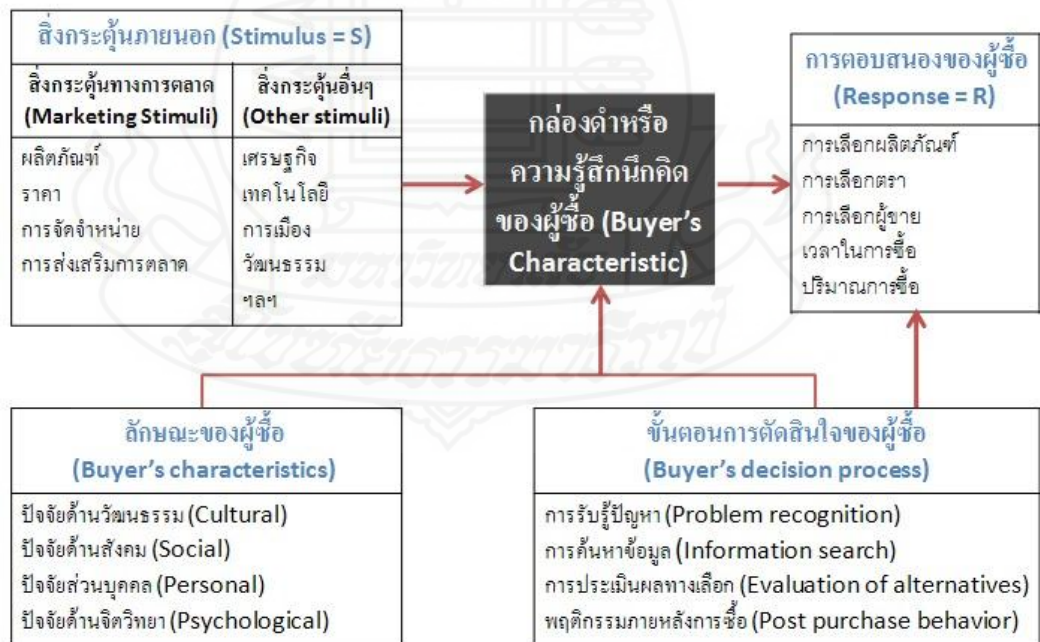 สิ่งกระตุ้นภายนอก (Stimulus = S)
สิ่งกระตุ้นทางการตลาด
(Marketing Stimuli)
ผลิตภัณฑ์
ราคา
การจัดจำหน่าย
การส่งเสริมการตลาด
สิ่งกระตุ้นอื่นๆ
(Other stimuli)
เศรษฐกิจ
เทคโนโลยี
การเมือง
วัฒนธรรม
ฯลฯ
กล่องดำหรือ
ความรู้สึกนึกคิด
ของผู้ซื้อ (Buyer's
Characteristic)
การตอบสนองของผู้ซื้อ
(Response = R)
การเลือกผลิตภัณฑ์
การเลือกตรา
การเลือกผู้ขาย
เวลาในการซื้อ
ปริมาณการซื้อ
ลักษณะของผู้ซื้อ
(Buyer's characteristics)
ปัจจัยด้านวัฒนธรรม (Cultural)
ปัจจัยด้านสังคม (Social)
ปัจจัยส่วนบุคคล (Personal)
ปัจจัยด้านจิตวิทยา (Psychological)
ขั้นตอนการตัดสินใจของผู้ซื้อ
(Buyer's decision process)
การรับรู้ปัญหา (Problem recognition)
การค้นหาข้อมูล (Information search)
การประเมินผลทางเลือก (Evaluation of alternatives)
พฤติกรรมภายหลังการซื้อ (Post purchase behavior)